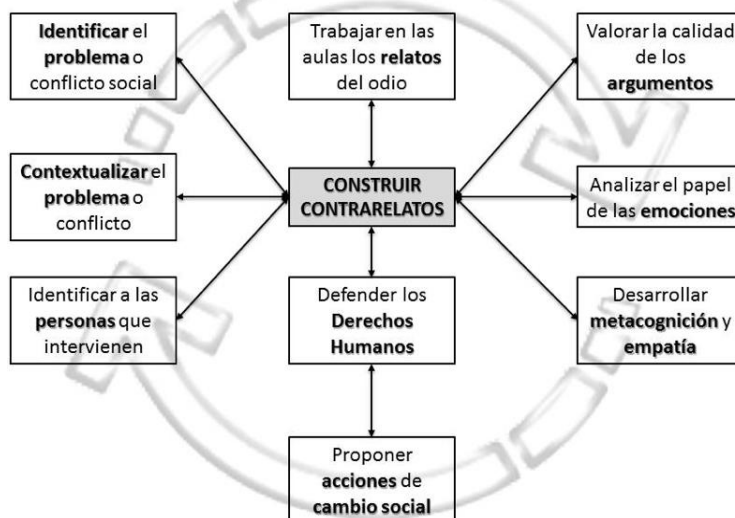 Identificar el
problema o
conflicto social
Trabajar en las
aulas los relatos
del odio
Valorar la calidad
de los
argumentos
Contextualizar el
problema o
conflicto
CONSTRUIR
CONTRARELATOS
Analizar el papel
de las emociones
Identificar a las
personas que
intervienen
Defender los
Derechos
Humanos
Desarrollar
metacognición y
empatía
Proponer
acciones de
cambio social